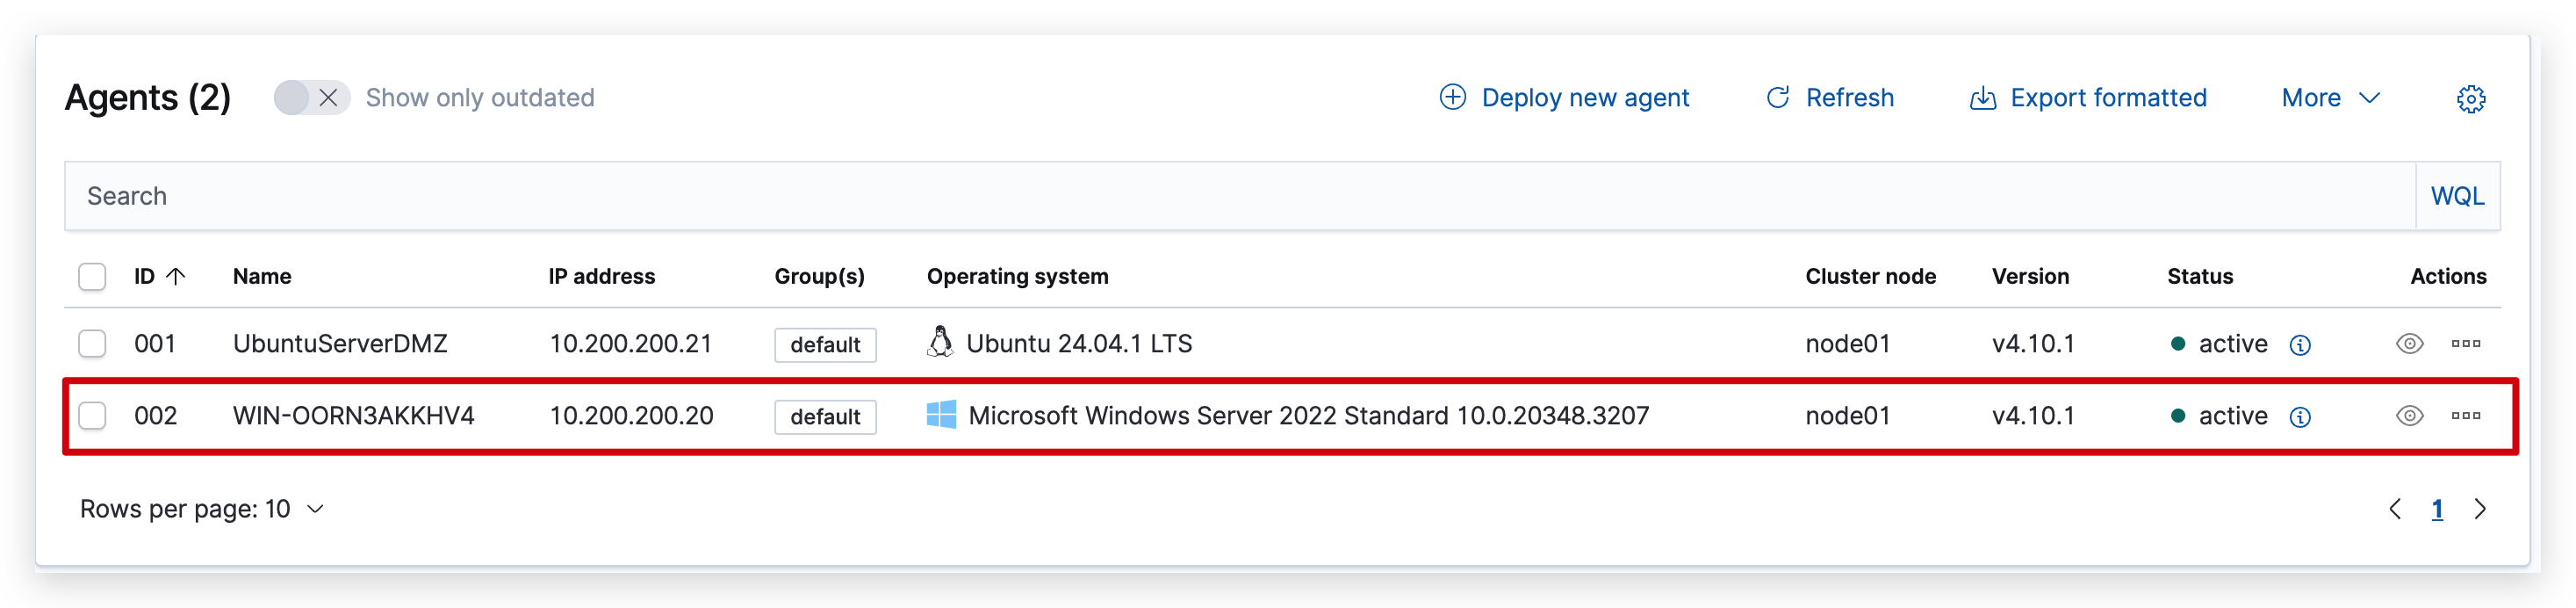 Agents (2) Show only outdated Deploy new agent Refresh Export formatted More
Search WQL
ID Name IP address Group(s) Operating system Cluster node Version Status Actions
001 UbuntuServerDMZ 10.200.200.21 default Ubuntu 24.04.1 LTS node01 v4.10.1 active
002 WIN-OORN3AKKHV4 10.200.200.20 default Microsoft Windows Server 2022 Standard 10.0.20348.3207 node01 v4.10.1 active
Rows per page: 10 1